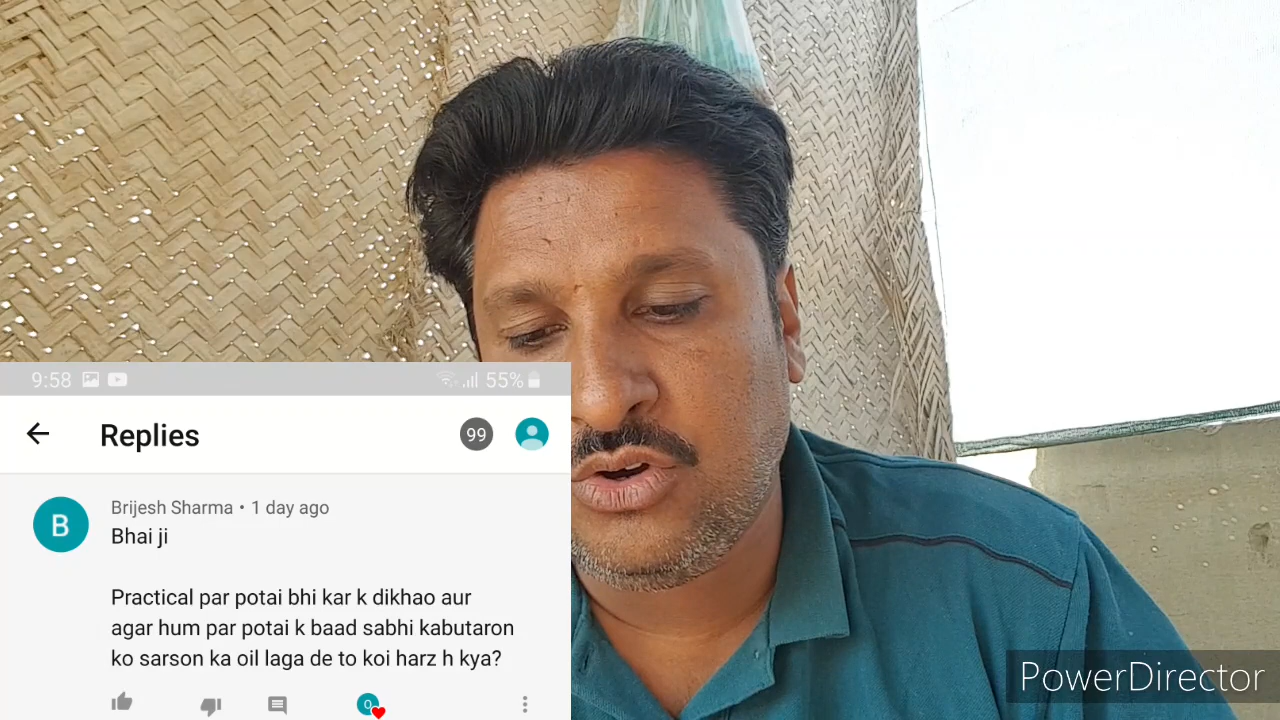 9:58
55%
Replies
99
B
Brijesh Sharma • 1 day ago
Bhai ji
Practical par potai bhi kar k dikhao aur
agar hum par potai k baad sabhi kabutaron
ko sarson ka oil laga de to koi harz h kya?
PowerDirector